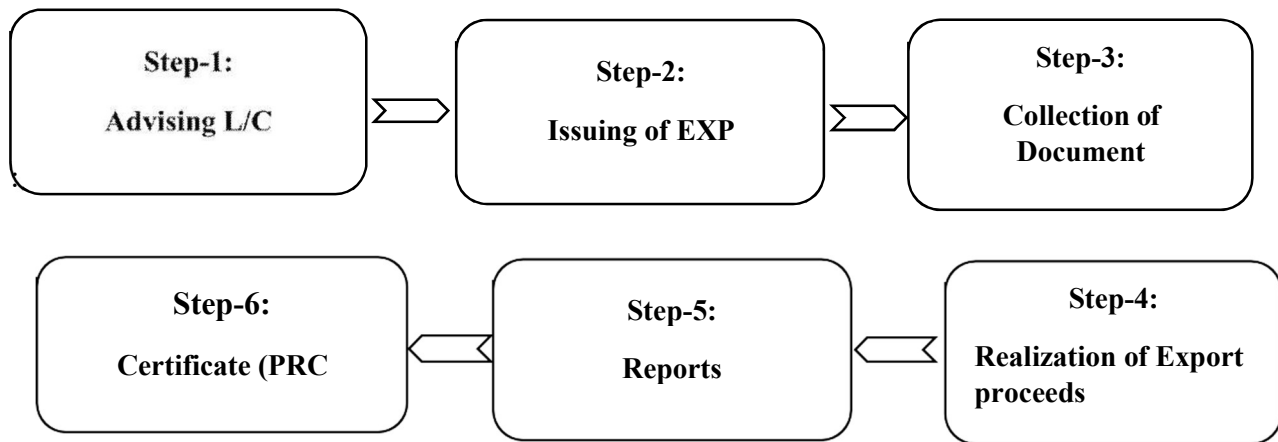 Step-1:
Advising L/C
:
Step-2:
Issuing of EXP
Step-3:
Collection of
Document
Step-6:
Certificate (PRC
Step-5:
Reports
Step-4:
Realization of Export
proceeds